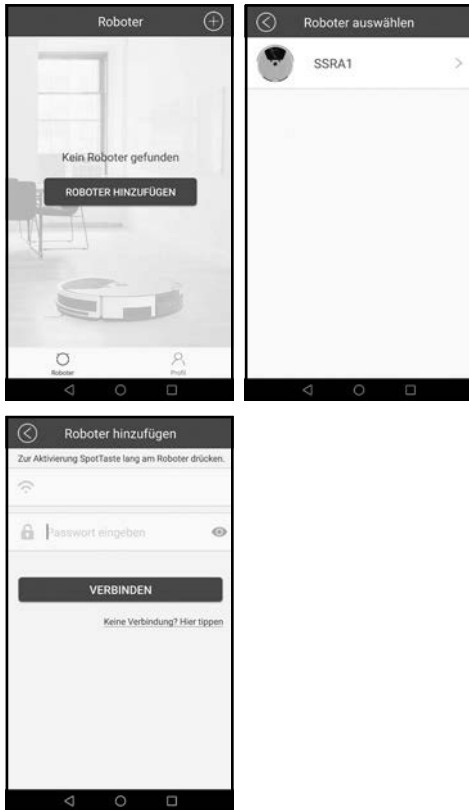 Roboter
Kein Roboter gefunden
ROBOTER HINZUFÜGEN
Roboter
Profil
Roboter auswählen
SSRA1
Roboter hinzufügen
Zur Aktivierung SpotTaste lang am Roboter drücken.
Passwort eingeben
VERBINDEN
Keine Verbindung? Hier tippen